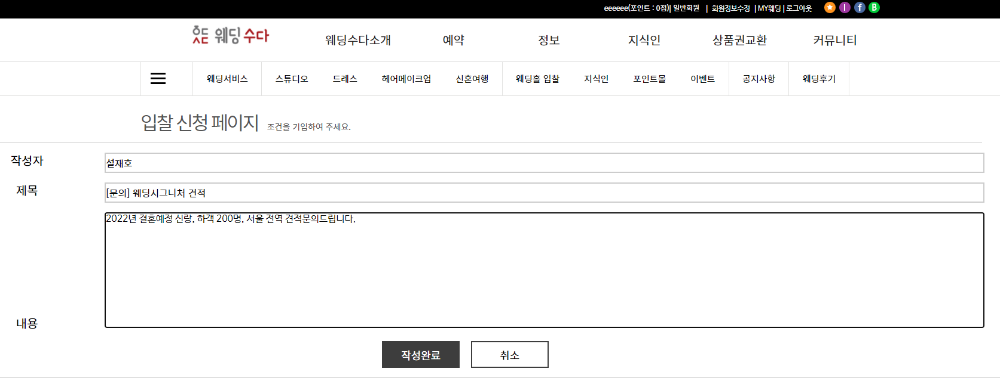 eeeeee(포인트 : 0점)| 일반회원 | 회원정보수정 | MY웨딩 | 로그아웃
웨딩수다 웨딩수다소개 예약 정보 지식인 상품권교환 커뮤니티
웨딩서비스 스튜디오 드레스 헤어메이크업 신혼여행 웨딩홀 입찰 지식인 포인트몰 이벤트 공지사항 웨딩후기
입찰 신청 페이지 조건을 기입하여 주세요.
작성자 설재호
제목 [문의] 웨딩시그니처 견적
2022년 결혼예정 신랑, 하객 200명, 서울 전역 견적문의드립니다.
내용
작성완료 취소